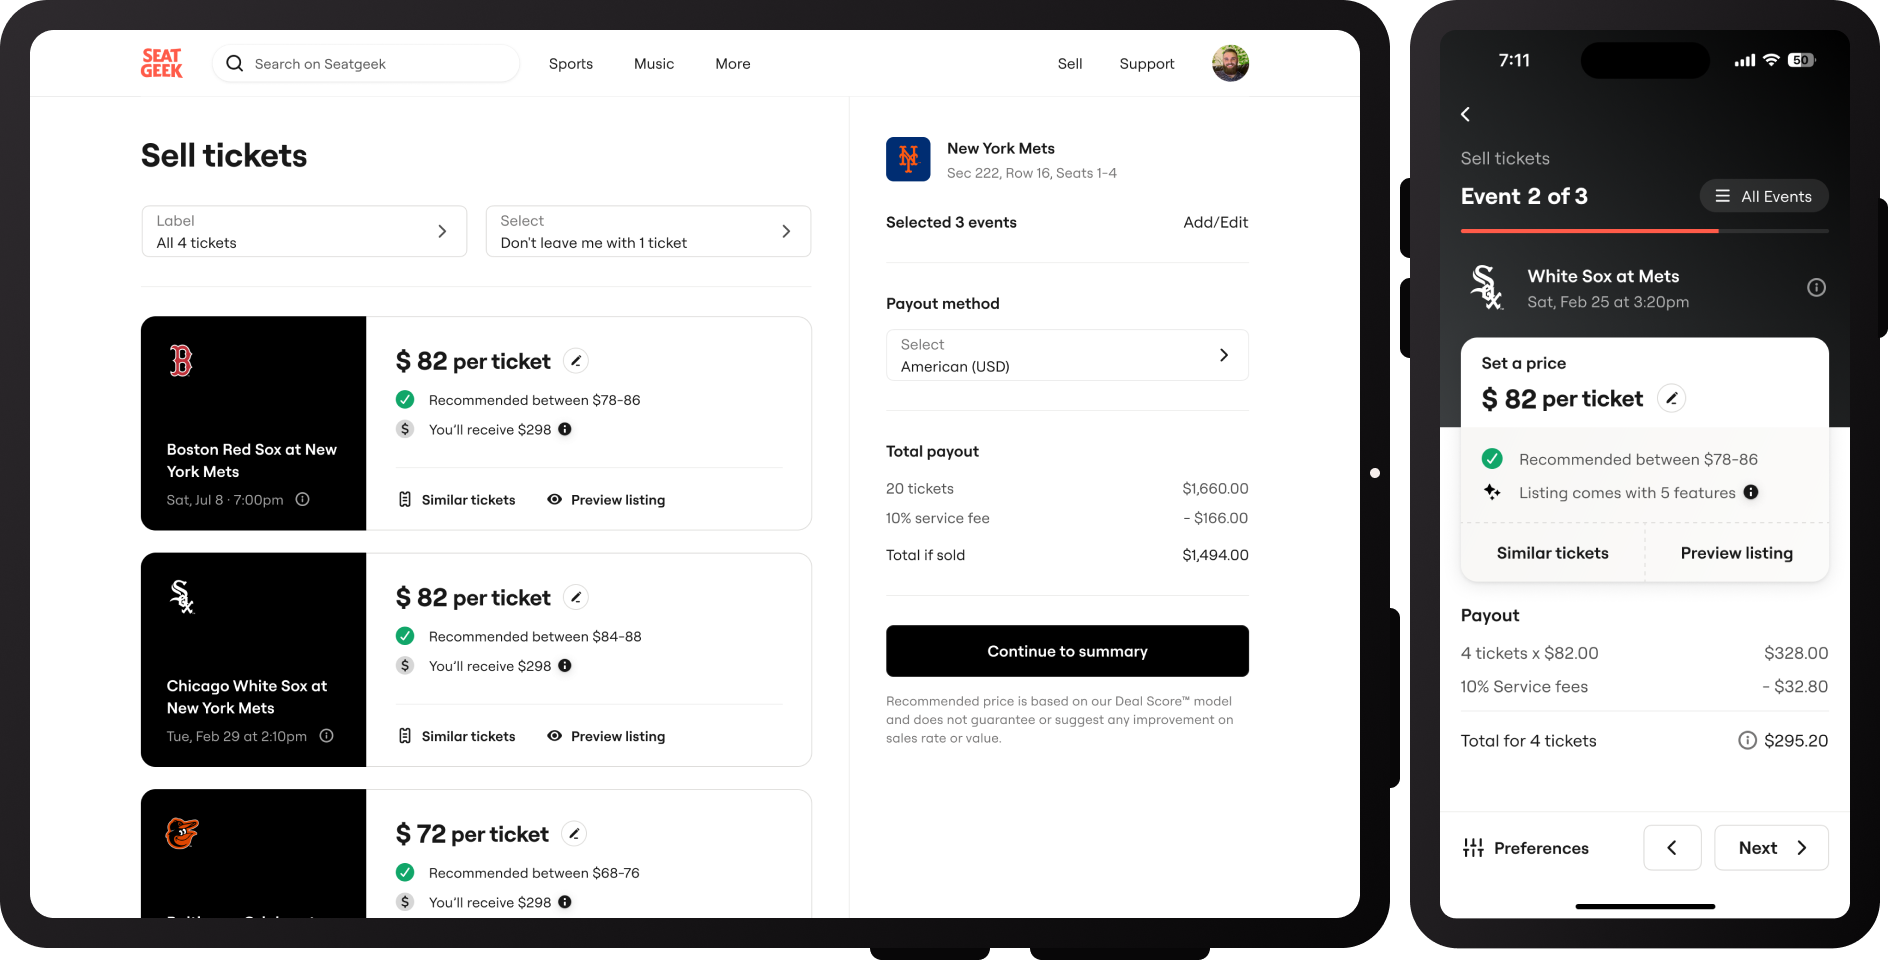 SEAT
GEEK
Search on Seatgeek
Sports
Music
More
Sell
Support
Sell tickets
Label
All 4 tickets
Select
Don't leave me with 1 ticket
B
Boston Red Sox at New
York Mets
Sat, Jul 8 · 7:00pm
$ 82 per ticket
Recommended between $78-86
$ You'll receive $298
Similar tickets
Preview listing
Sox
Chicago White Sox at
New York Mets
Tue, Feb 29 at 2:10pm
$ 82 per ticket
Recommended between $84-88
$ You'll receive $298
Similar tickets
Preview listing
$ 72 per ticket
Recommended between $68-76
$ You'll receive $298
NY
New York Mets
Sec 222, Row 16, Seats 1-4
Selected 3 events
Add/Edit
Payout method
Select
American (USD)
Total payout
20 tickets $1,660.00
10% service fee - $166.00
Total if sold $1,494.00
Continue to summary
Recommended price is based on our Deal Score™ model
and does not guarantee or suggest any improvement on
sales rate or value.
7:11
50
Sell tickets
Event 2 of 3
All Events
Sox
White Sox at Mets
Sat, Feb 25 at 3:20pm
Set a price
$ 82 per ticket
Recommended between $78-86
Listing comes with 5 features
Similar tickets
Preview listing
Payout
4 tickets x $82.00 $328.00
10% Service fees - $32.80
Total for 4 tickets $295.20
Preferences
Next